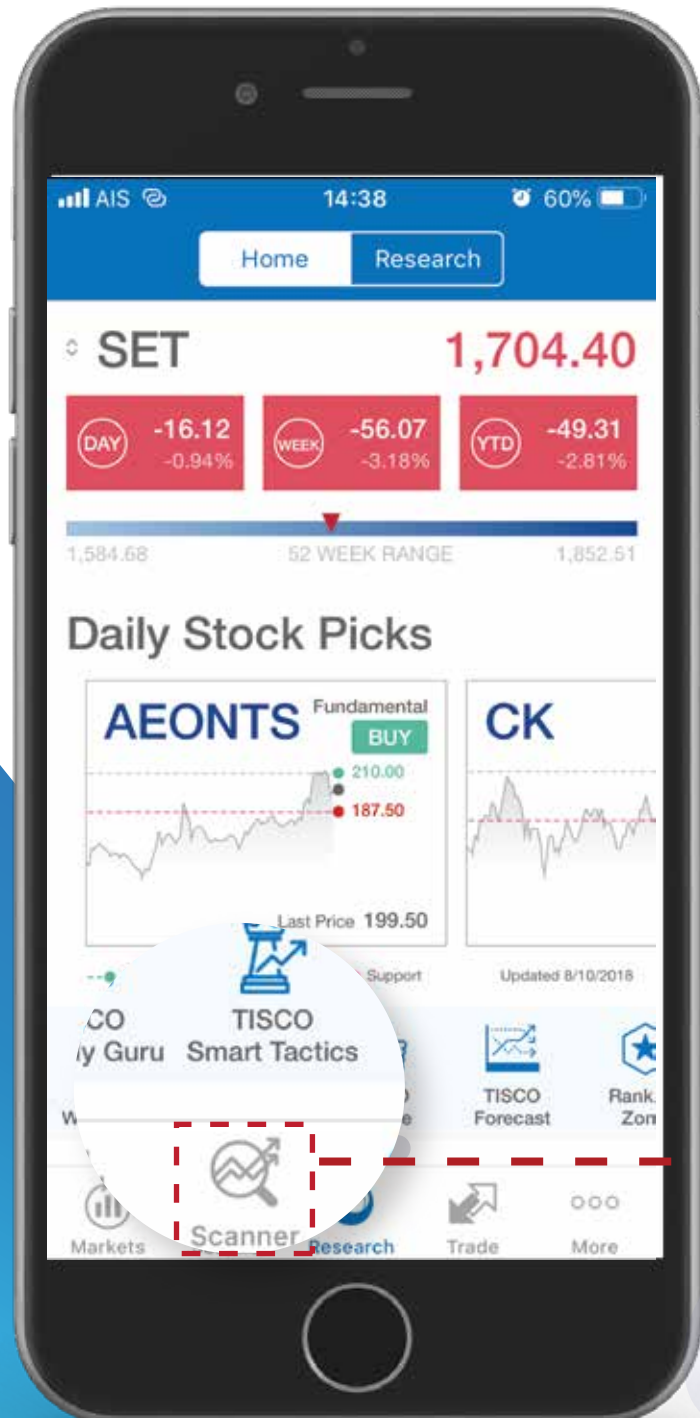 AIS 14:38 60%
Home Research
SET 1,704.40
DAY -16.12 -0.94%
WEEK -56.07 -3.18%
YTD -49.31 -2.81%
1,584.68 52 WEEK RANGE 1,852.51
Daily Stock Picks
AEONTS Fundamental
BUY
210.00
187.50
Last Price 199.50
CK
Support Updated 8/10/2018
TISCO
Smart Tactics
Guru
TISCO
Forecast
Rank.
Markets Scanner Research Trade More